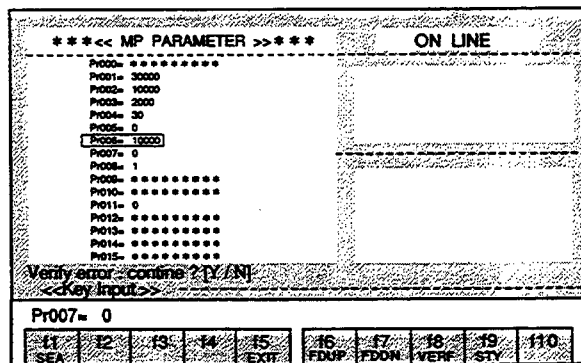 ***<< MP PARAMETER >>*** ON LINE
Pr000= *********
Pr001= 30000
Pr002= 10000
Pr003= 2000
Pr004= 30
Pr005= 0
Pr006= 10000
Pr007= 0
Pr008= 1
Pr009= *********
Pr010= *********
Pr011= 0
Pr012= *********
Pr013= *********
Pr014= *********
Pr015= *********
Verify error : contine ? [Y / N]
<<Key Input>>
Pr007= 0
f1 f2 f3 f4 f5 f6 f7 f8 f9 f10
SEA EXIT FDUP FDDN VERF STY